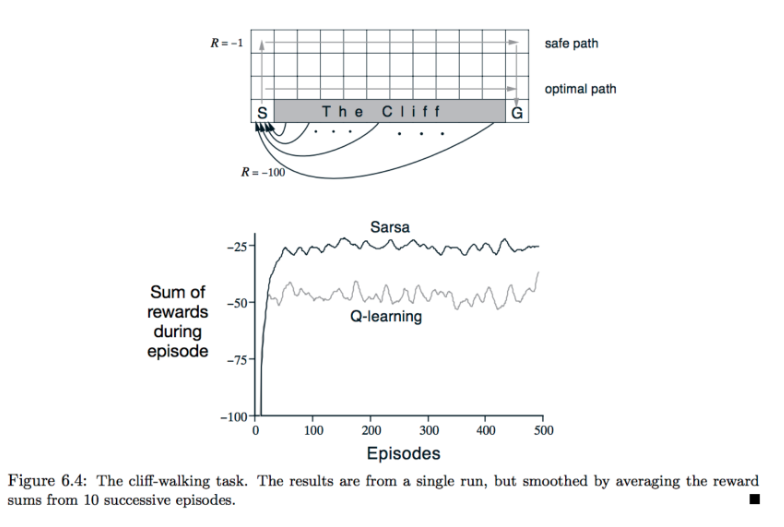 R = −1
safe path
optimal path
S
The Cliff
G
. . .
. . .
R = −100
Sarsa
−25
Sum of
rewards
during
episode
−50
Q-learning
−75
−100
0
100
200
300
400
500
Episodes
Figure 6.4: The cliff-walking task. The results are from a single run, but smoothed by averaging the reward
sums from 10 successive episodes.